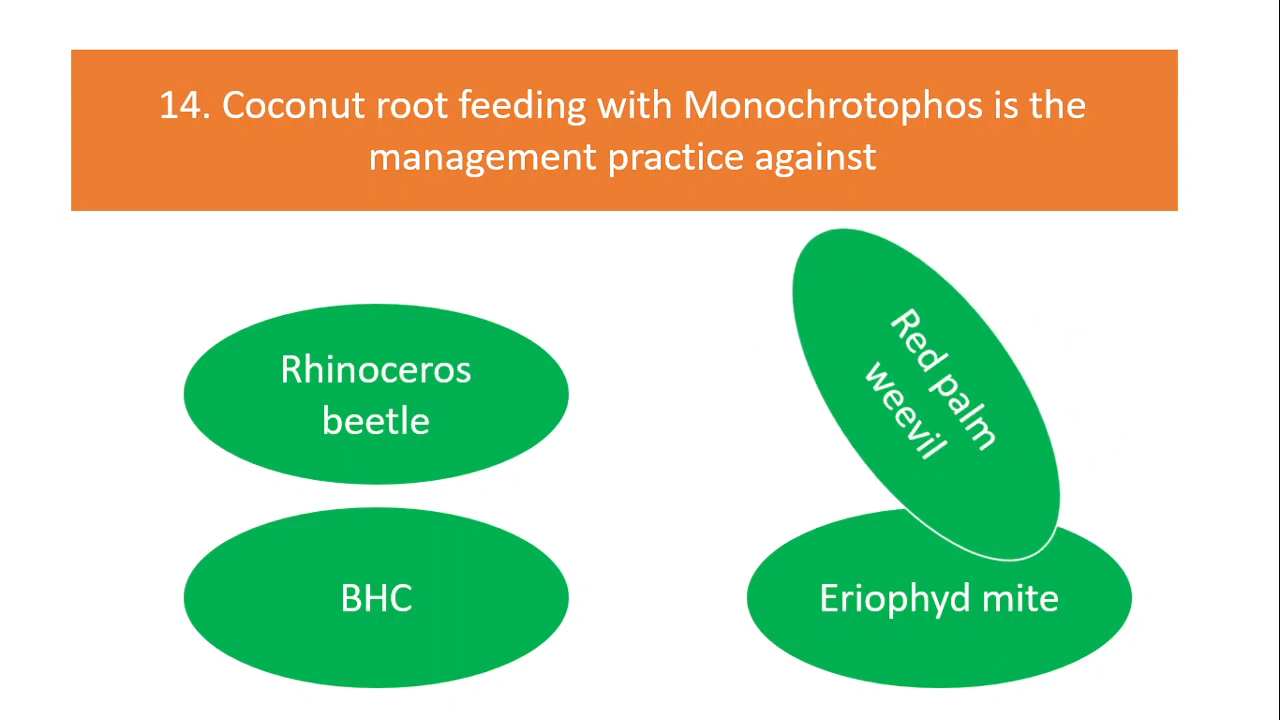 14. Coconut root feeding with Monochrotophos is the
management practice against
Rhinoceros
beetle
Red palm
weevil
BHC
Eriophyd mite